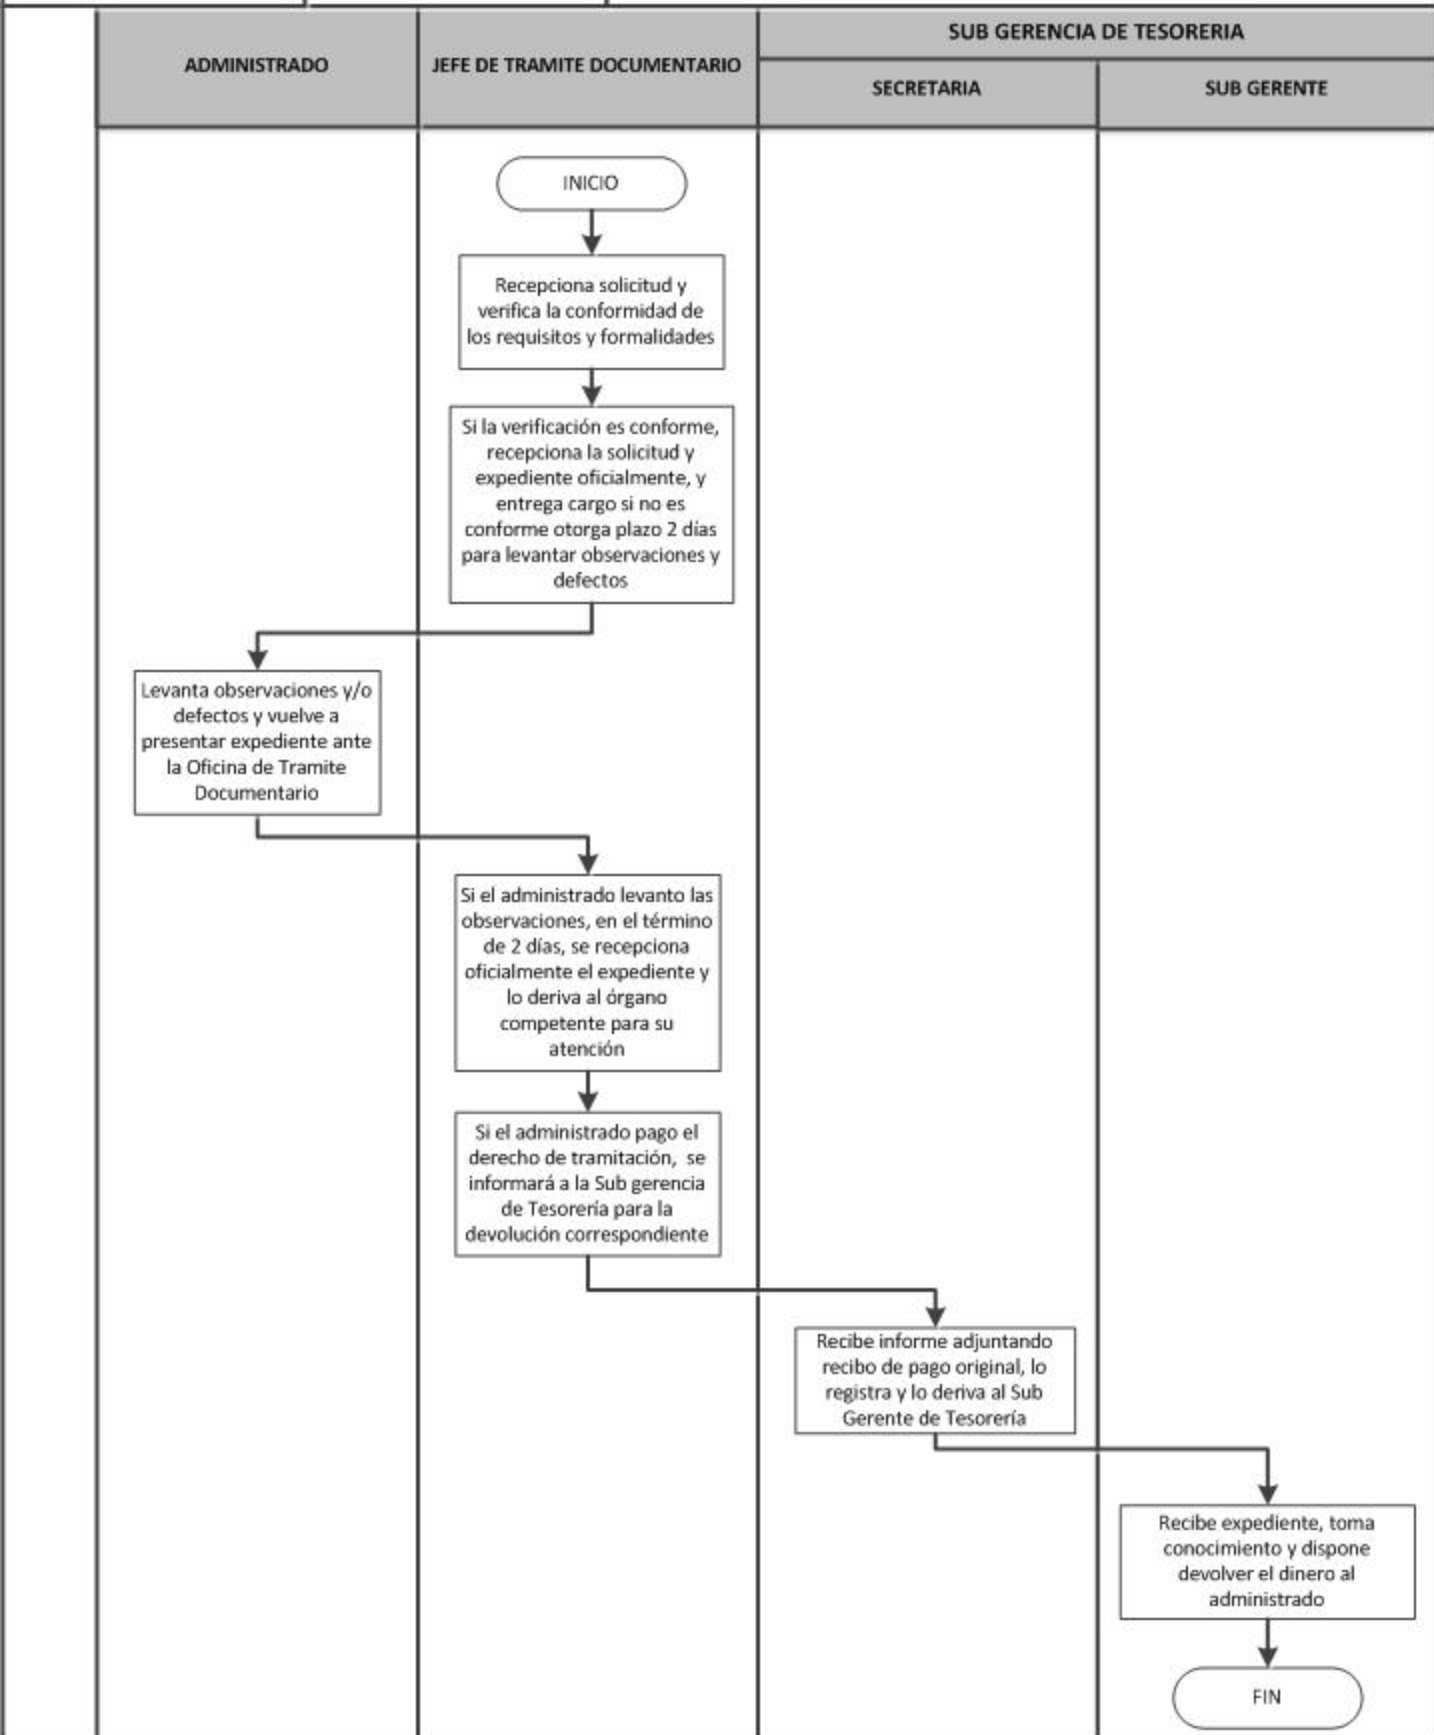 SUB GERENCIA DE TESORERIA
ADMINISTRADO
JEFE DE TRAMITE DOCUMENTARIO
SECRETARIA
SUB GERENTE
INICIO
Recepciona solicitud y
verifica la conformidad de
los requisitos y formalidades
Si la verificación es conforme,
recepciona la solicitud y
expediente oficialmente, y
entrega cargo si no es
conforme otorga plazo 2 días
para levantar observaciones y
defectos
Levanta observaciones y/o
defectos y vuelve a
presentar expediente ante
la Oficina de Tramite
Documentario
Si el administrado levanto las
observaciones, en el término
de 2 días, se recepciona
oficialmente el expediente y
lo deriva al órgano
competente para su
atención
Si el administrado pago el
derecho de tramitación, se
informará a la Sub gerencia
de Tesorería para la
devolución correspondiente
Recibe informe adjuntando
recibo de pago original, lo
registra y lo deriva al Sub
Gerente de Tesorería
Recibe expediente, toma
conocimiento y dispone
devolver el dinero al
administrado
FIN